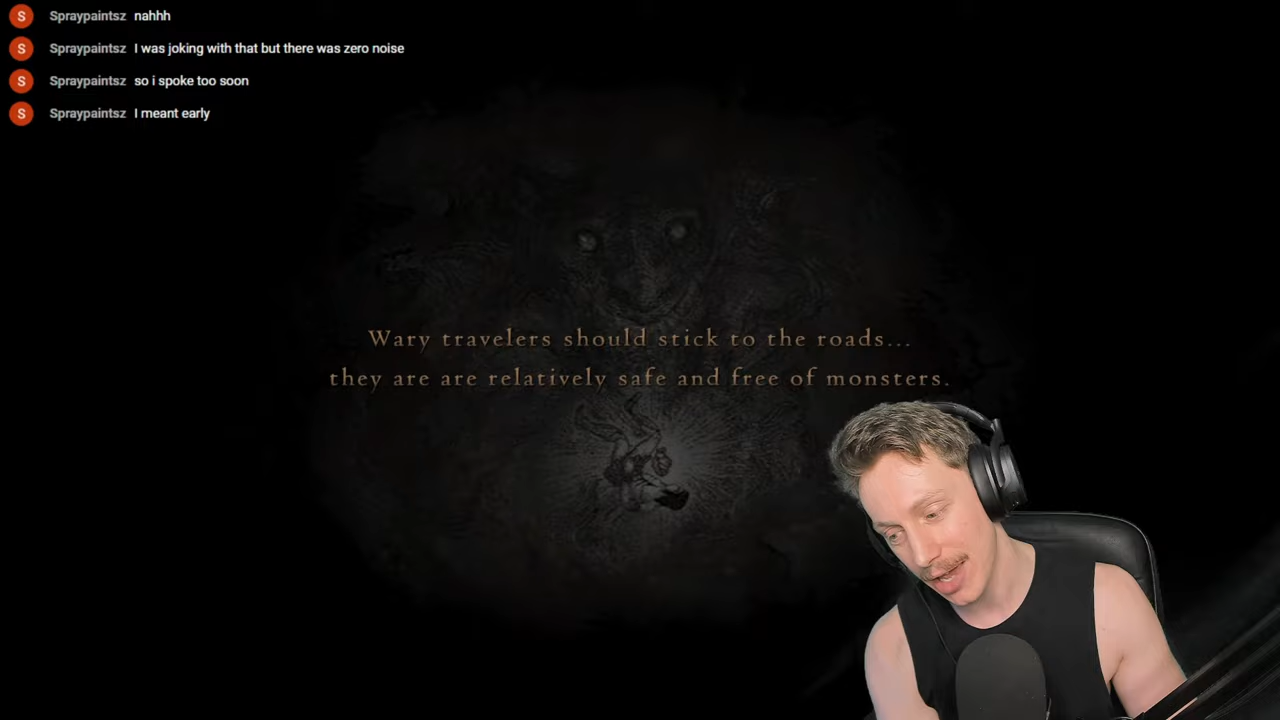 S Spraypaintsz nahhh
S Spraypaintsz I was joking with that but there was zero noise
S Spraypaintsz so i spoke too soon
S Spraypaintsz I meant early
Wary travelers should stick to the roads...
they are are relatively safe and free of monsters.